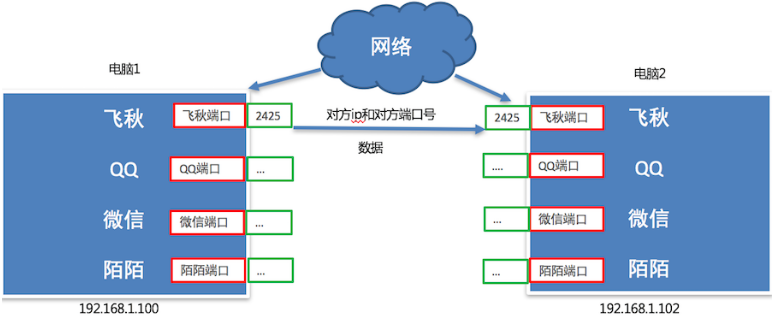 网络
电脑1
电脑2
飞秋 飞秋端口 2425
对方ip和对方端口号
2425 飞秋端口 飞秋
数据
QQ QQ端口 ...
.... QQ端口 QQ
微信 微信端口 ...
... 微信端口 微信
陌陌 陌陌端口 ...
... 陌陌端口 陌陌
192.168.1.100
192.168.1.102